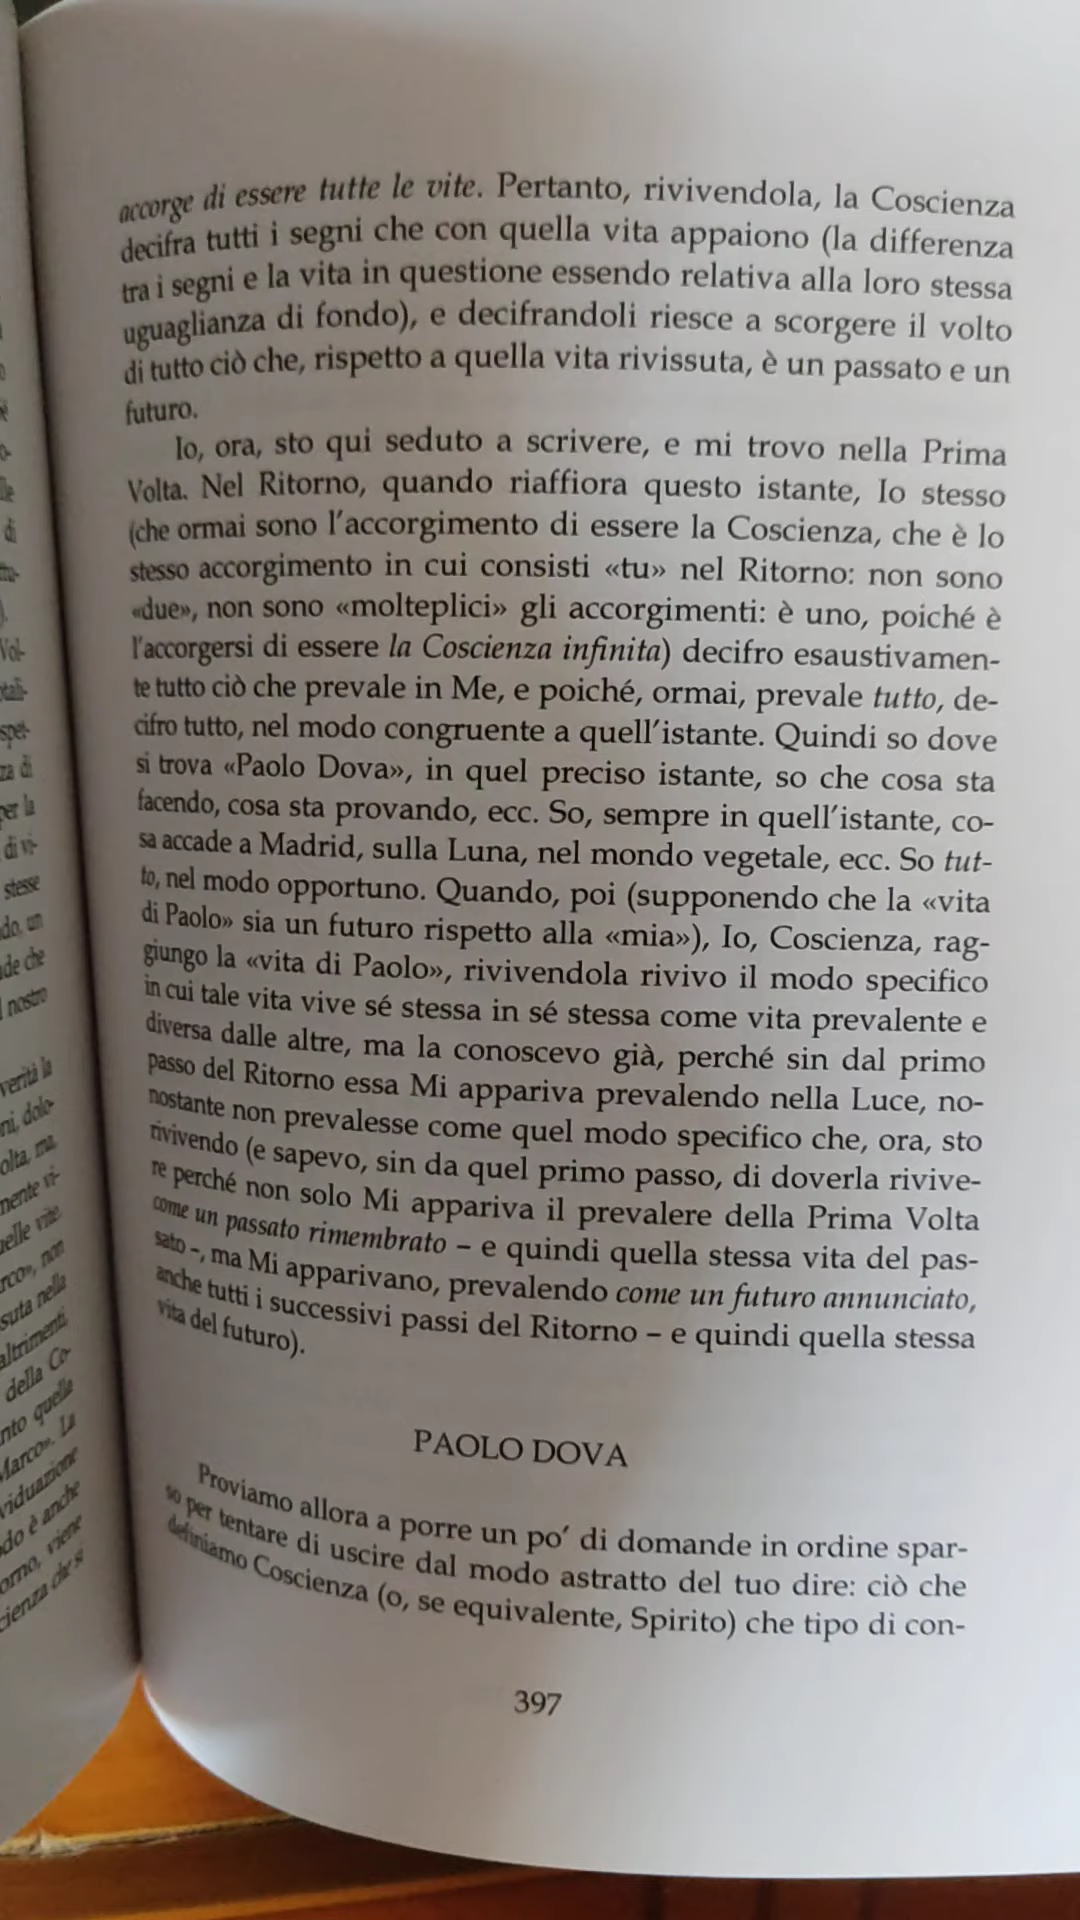 accorge di essere tutte le vite. Pertanto, rivivendola, la Coscienza
decifra tutti i segni che con quella vita appaiono (la differenza
tra i segni e la vita in questione essendo relativa alla loro stessa
uguaglianza di fondo), e decifrandoli riesce a scorgere il volto
di tutto ciò che, rispetto a quella vita rivissuta, è un passato e un
futuro.
Io, ora, sto qui seduto a scrivere, e mi trovo nella Prima
Volta. Nel Ritorno, quando riaffiora questo istante, Io stesso
(che ormai sono l'accorgimento di essere la Coscienza, che è lo
stesso accorgimento in cui consisti «tu» nel Ritorno: non sono
«due», non sono «molteplici» gli accorgimenti: è uno, poiché è
l'accorgersi di essere la Coscienza infinita) decifro esaustivamen-
te tutto ciò che prevale in Me, e poiché, ormai, prevale tutto, de-
cifro tutto, nel modo congruente a quell'istante. Quindi so dove
si trova «Paolo Dova», in quel preciso istante, so che cosa sta
facendo, cosa sta provando, ecc. So, sempre in quell'istante, co-
sa accade a Madrid, sulla Luna, nel mondo vegetale, ecc. So tut-
to, nel modo opportuno. Quando, poi (supponendo che la «vita
di Paolo» sia un futuro rispetto alla «mia»), Io, Coscienza, rag-
giungo la «vita di Paolo», rivivendola rivivo il modo specifico
in cui tale vita vive sé stessa in sé stessa come vita prevalente e
diversa dalle altre, ma la conoscevo già, perché sin dal primo
passo del Ritorno essa Mi appariva prevalendo nella Luce, no-
nostante non prevalesse come quel modo specifico che, ora, sto
rivivendo (e sapevo, sin da quel primo passo, di doverla rivive-
re perché non solo Mi appariva il prevalere della Prima Volta
come un passato rimembrato – e quindi quella stessa vita del pas-
sato –, ma Mi apparivano, prevalendo come un futuro annunciato,
anche tutti i successivi passi del Ritorno – e quindi quella stessa
vita del futuro).
PAOLO DOVA
Proviamo allora a porre un po' di domande in ordine spar-
so per tentare di uscire dal modo astratto del tuo dire: ciò che
definiamo Coscienza (o, se equivalente, Spirito) che tipo di con-
397